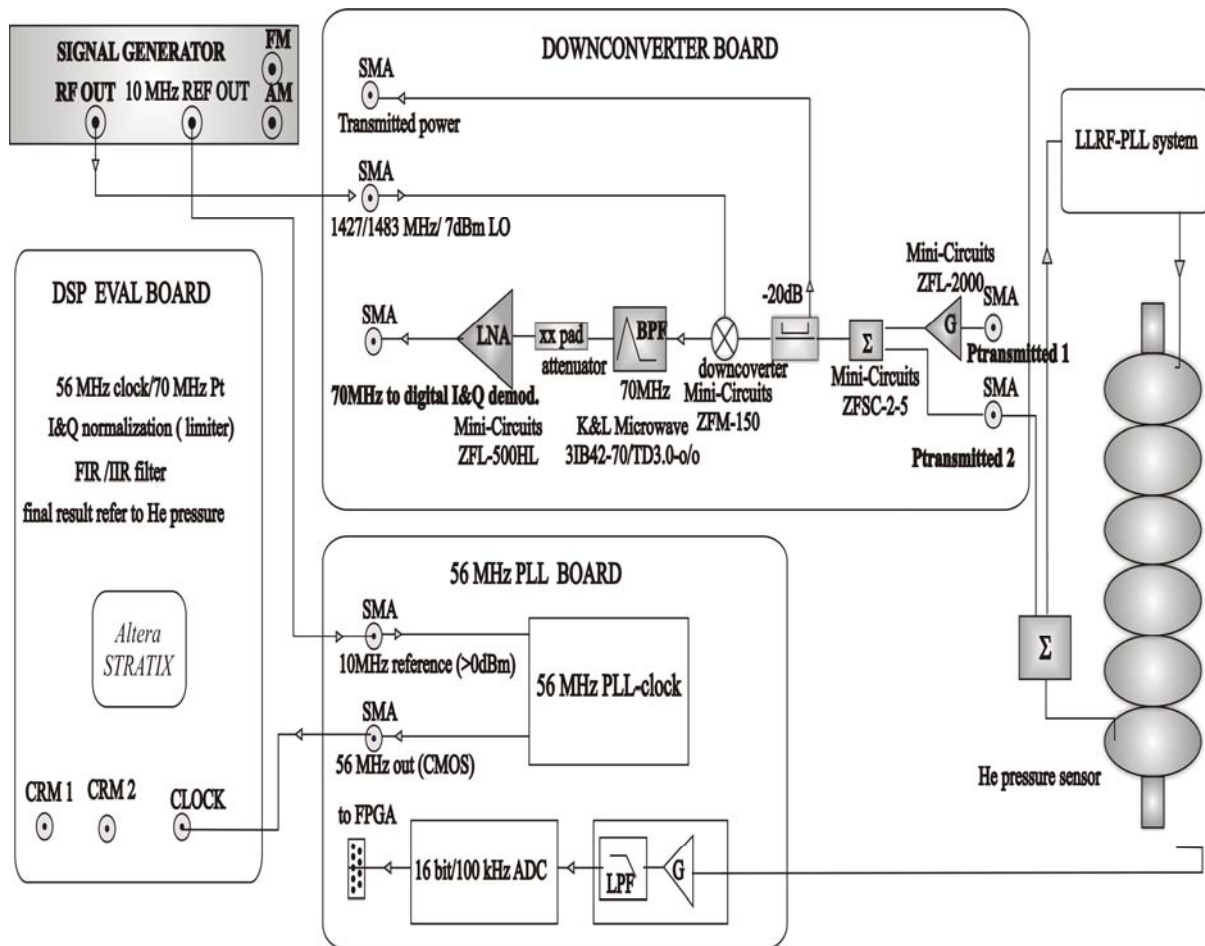 SIGNAL GENERATOR
FM
RF OUT
10 MHz REF OUT
AM
DOWNCONVERTER BOARD
SMA
Transmitted power
SMA
1427/1483 MHz/ 7dBm LO
-20dB
Mini-Circuits
ZFL-2000
SMA
G
Ptransmitted 1
SMA
LNA
xx pad
attenuator
BPF
70MHz
downcoverter
Mini-Circuits
ZFM-150
Σ
Mini-Circuits
ZFSC-2-5
SMA
Ptransmitted 2
70MHz to digital I&Q demod.
Mini-Circuits
ZFL-500HL
K&L Microwave
3IB42-70/TD3.0-o/o
LLRF-PLL system
Σ
He pressure sensor
DSP EVAL BOARD
56 MHz clock/70 MHz Pt
I&Q normalization ( limiter)
FIR /IIR filter
final result refer to He pressure
Altera
STRATIX
CRM 1
CRM 2
CLOCK
56 MHz PLL BOARD
SMA
10MHz reference (>0dBm)
56 MHz PLL-clock
SMA
56 MHz out (CMOS)
to FPGA
16 bit/100 kHz ADC
LPF
G